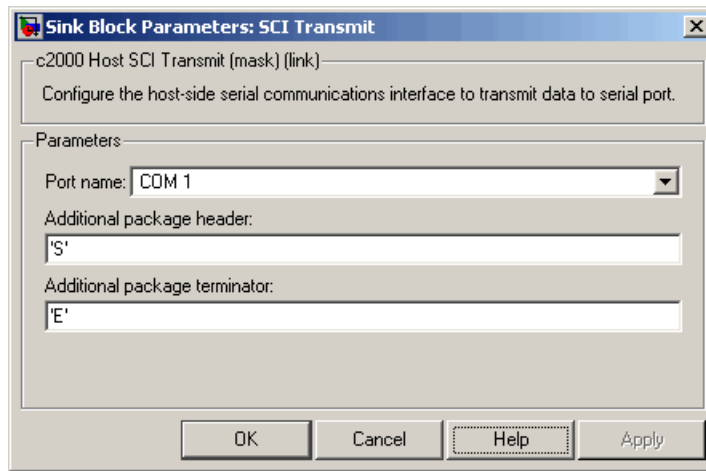 Sink Block Parameters: SCI Transmit
c2000 Host SCI Transmit (mask) (link)
Configure the host-side serial communications interface to transmit data to serial port.
Parameters
Port name: COM 1
Additional package header:
'S'
Additional package terminator:
'E'
OK Cancel Help Apply